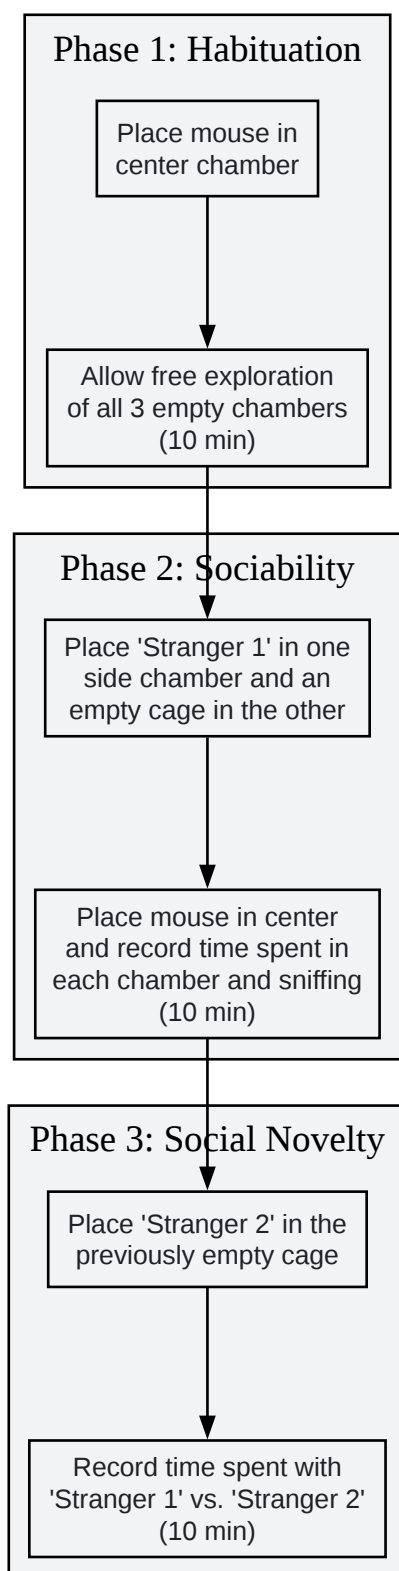 Phase 1: Habituation
Place mouse in
center chamber
Allow free exploration
of all 3 empty chambers
(10 min)
Phase 2: Sociability
Place 'Stranger 1' in one
side chamber and an
empty cage in the other
Place mouse in center
and record time spent in
each chamber and sniffing
(10 min)
Phase 3: Social Novelty
Place 'Stranger 2' in the
previously empty cage
Record time spent with
'Stranger 1' vs. 'Stranger 2'
(10 min)